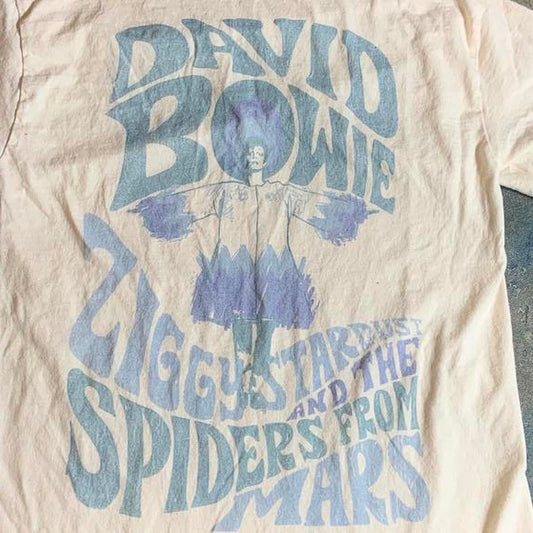 DAVID
BOWIE
ZIGGY STARDUST
AND THE
SPIDERS FROM
MARS